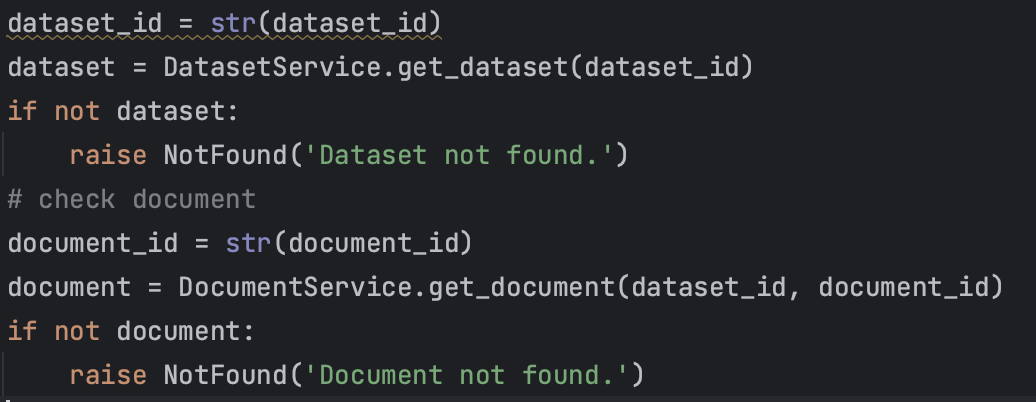 dataset_id = str(dataset_id)
dataset = DatasetService.get_dataset(dataset_id)
if not dataset:
    raise NotFound('Dataset not found.')
# check document
document_id = str(document_id)
document = DocumentService.get_document(dataset_id, document_id)
if not document:
    raise NotFound('Document not found.')